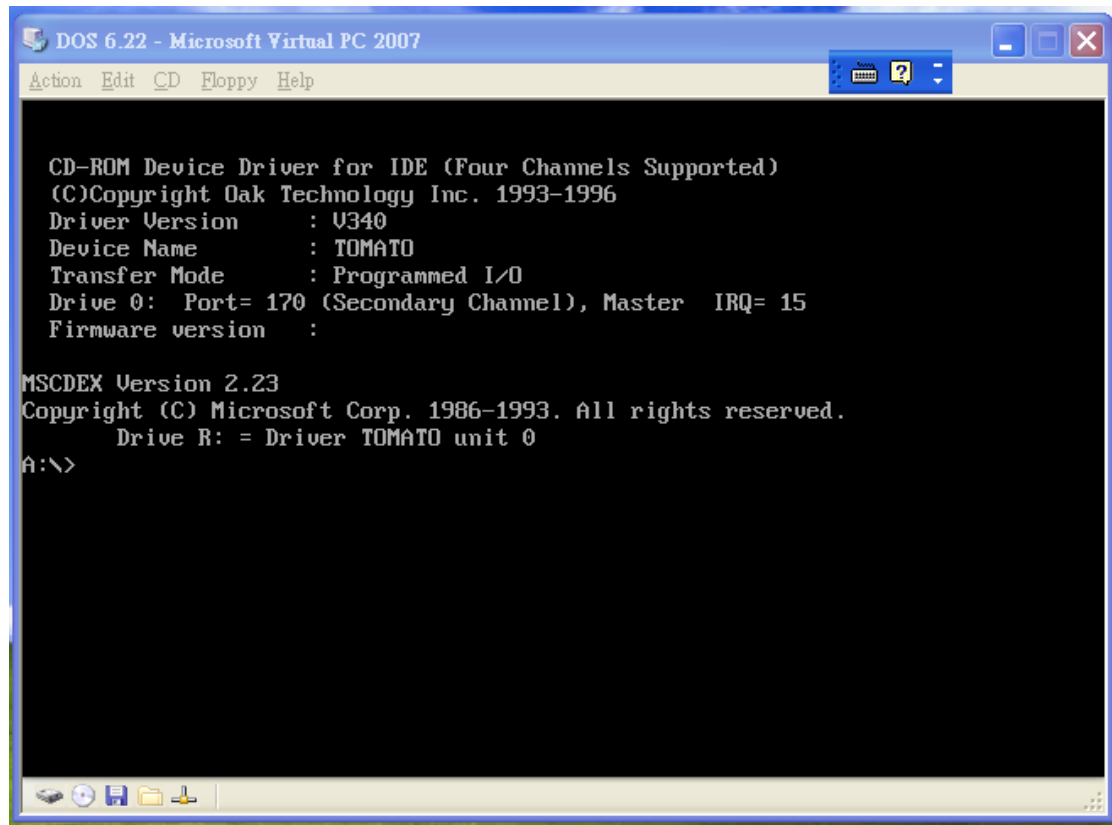 DOS 6.22 - Microsoft Virtual PC 2007
Action Edit CD Floppy Help
CD-ROM Device Driver for IDE (Four Channels Supported)
(C)Copyright Oak Technology Inc. 1993-1996
Driver Version : V340
Device Name : TOMATO
Transfer Mode : Programmed I/O
Drive 0: Port= 170 (Secondary Channel), Master IRQ= 15
Firmware version :
MSCDEX Version 2.23
Copyright (C) Microsoft Corp. 1986-1993. All rights reserved.
Drive R: = Driver TOMATO unit 0
A:\>